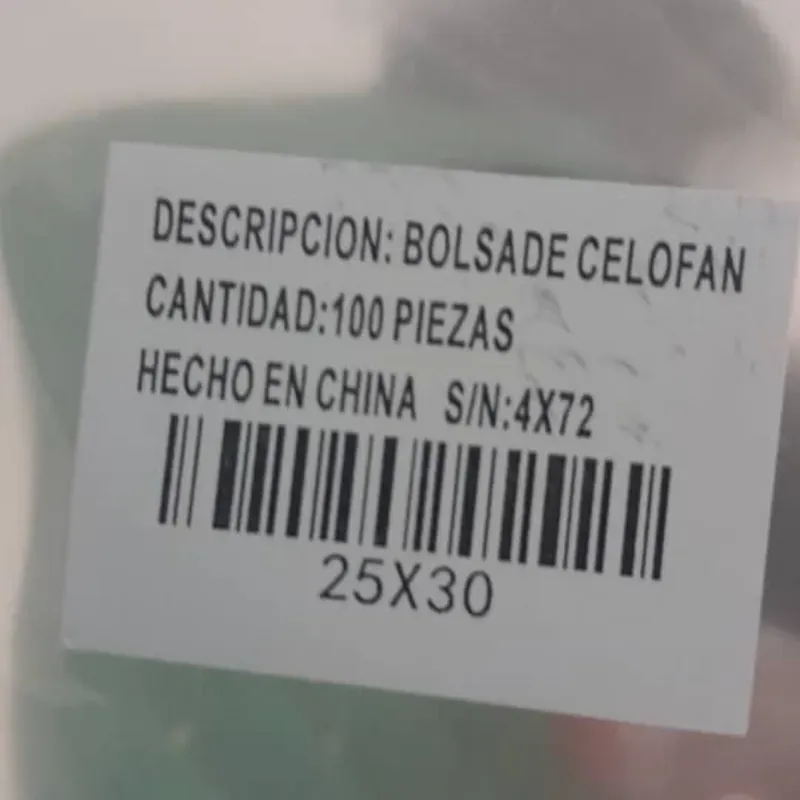 DESCRIPCION: BOLSADE CELOFAN
CANTIDAD:100 PIEZAS
HECHO EN CHINA S/N:4X72
25X30